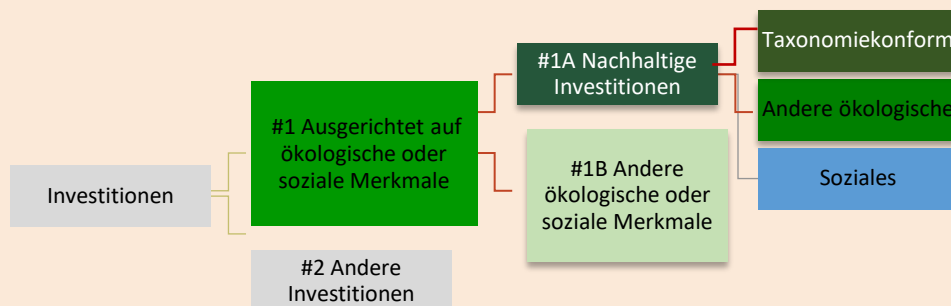 Investitionen
#1 Ausgerichtet auf
ökologische oder
soziale Merkmale
#2 Andere
Investitionen
#1A Nachhaltige
Investitionen
#1B Andere
ökologische oder
soziale Merkmale
Taxonomiekonform
Andere ökologische
Soziales